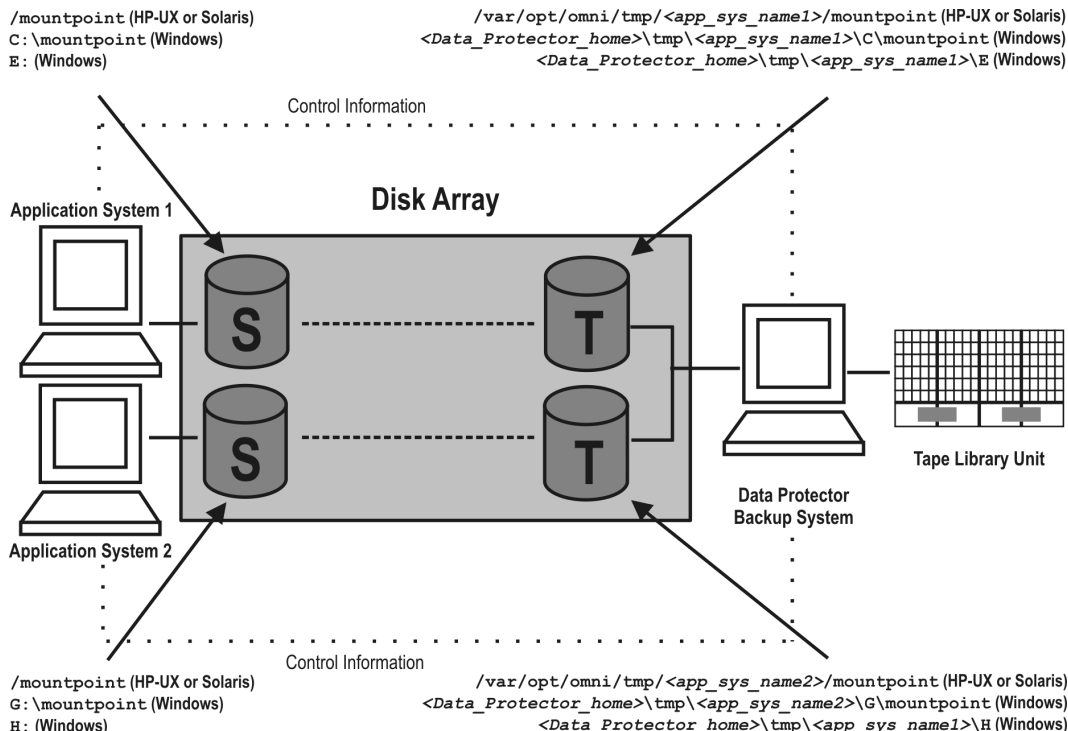 /mountpoint (HP-UX or Solaris)
C:\mountpoint (Windows)
E: (Windows)
/var/opt/omni/tmp/<app_sys_name1>/mountpoint (HP-UX or Solaris)
<Data_Protector_home>\tmp\<app_sys_name1>\C\mountpoint (Windows)
<Data_Protector_home>\tmp\<app_sys_name1>\E (Windows)
Control Information
Disk Array
Application System 1
S
T
S
T
Tape Library Unit
Data Protector
Backup System
Application System 2
Control Information
/mountpoint (HP-UX or Solaris)
G:\mountpoint (Windows)
H: (Windows)
/var/opt/omni/tmp/<app_sys_name2>/mountpoint (HP-UX or Solaris)
<Data_Protector_home>\tmp\<app_sys_name2>\G\mountpoint (Windows)
<Data_Protector_home>\tmp\<app_sys_name1>\H (Windows)